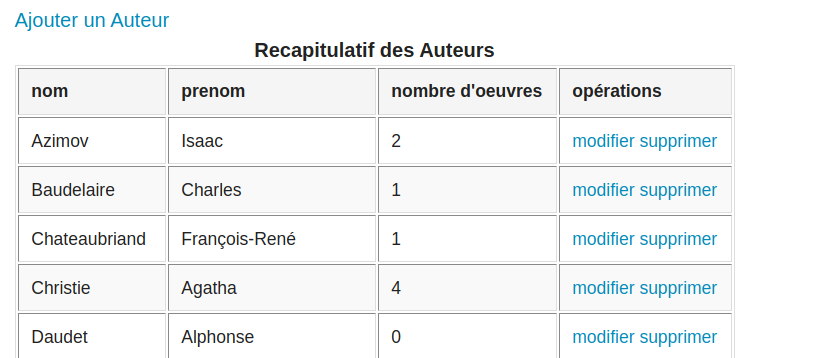 Ajouter un Auteur
Recapitulatif des Auteurs
nom prenom nombre d'oeuvres opérations
Azimov Isaac 2 modifier supprimer
Baudelaire Charles 1 modifier supprimer
Chateaubriand François-René 1 modifier supprimer
Christie Agatha 4 modifier supprimer
Daudet Alphonse 0 modifier supprimer